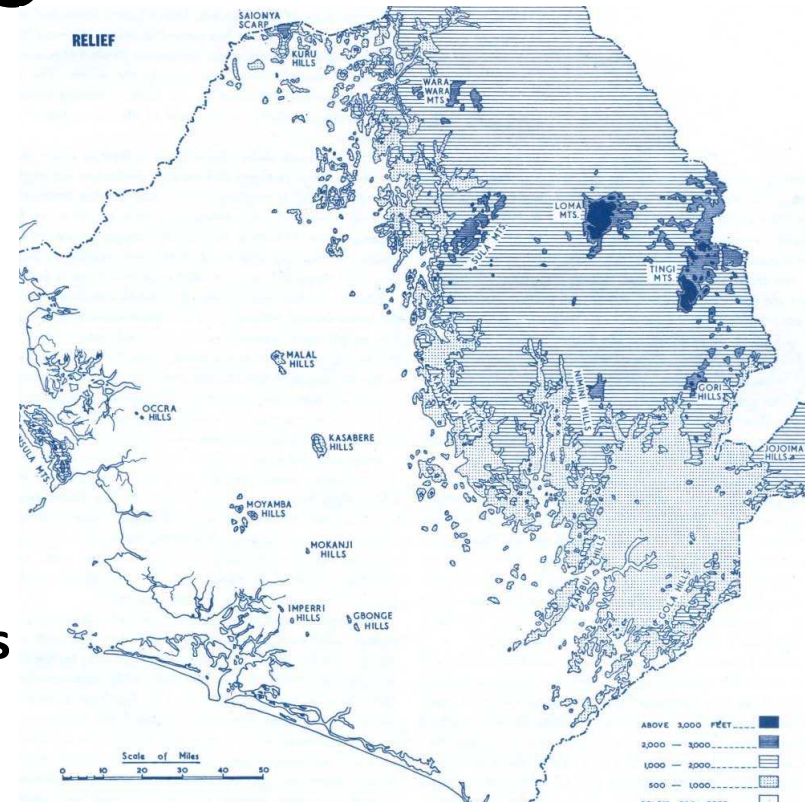 RELIEF
SAIONYA
SCARP
KURU
HILLS
WARA
WARA
MTS.
LOMA
MTS.
SULA MTS.
TINGI
MTS
MALAL
HILLS
NIMINI HILLS
GORI
HILLS
OCCRA
HILLS
KASABERE
HILLS
JOJOIMA
HILLS
MOYAMBA
HILLS
MOKANJI
HILLS
KAMBUI HILLS
GOLA HILLS
IMPERRI
HILLS
GBONGE
HILLS
s
Scale of Miles
0 10 20 30 40 50
ABOVE 3,000 FEET
2,000 — 3,000
1,000 — 2,000
500 — 1,000